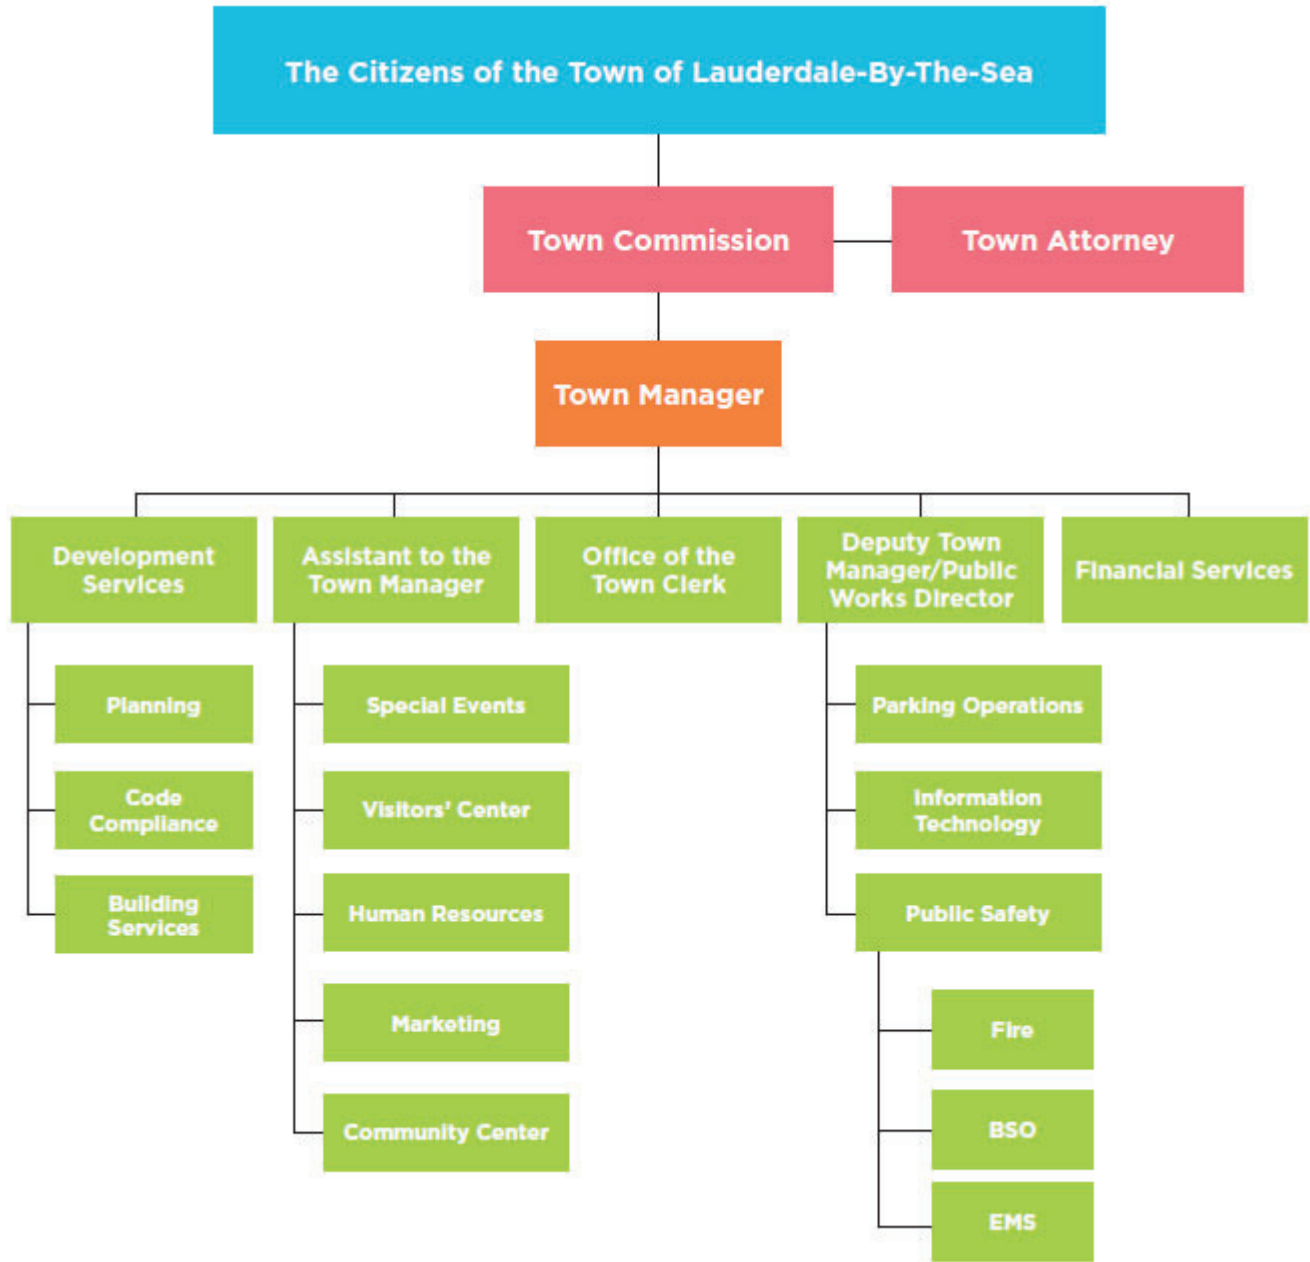 The Citizens of the Town of Lauderdale-By-The-Sea
Town Commission
Town Attorney
Town Manager
Development
Services
Assistant to the
Town Manager
Office of the
Town Clerk
Deputy Town
Manager/Public
Works Director
Financial Services
Planning
Code
Compliance
Building
Services
Special Events
Visitors' Center
Human Resources
Marketing
Community Center
Parking Operations
Information
Technology
Public Safety
Fire
BSO
EMS